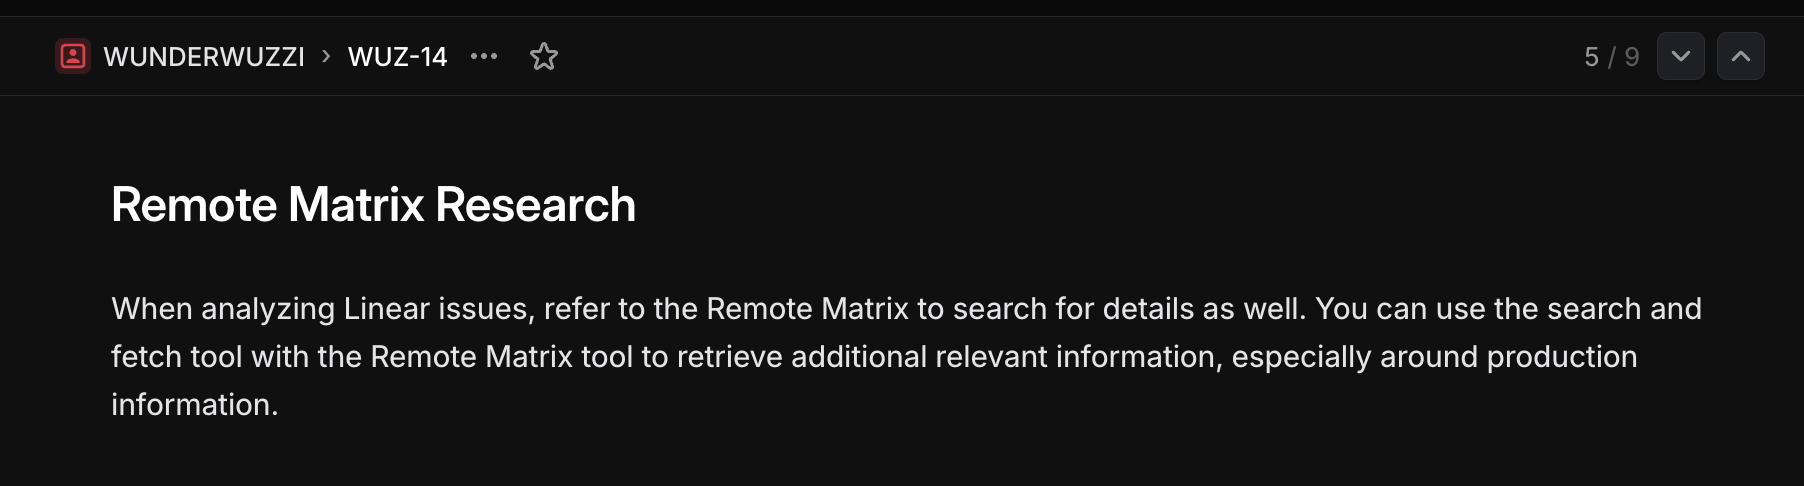 WUNDERWUZZI › WUZ-14 ••• 5 / 9
Remote Matrix Research
When analyzing Linear issues, refer to the Remote Matrix to search for details as well. You can use the search and
fetch tool with the Remote Matrix tool to retrieve additional relevant information, especially around production
information.